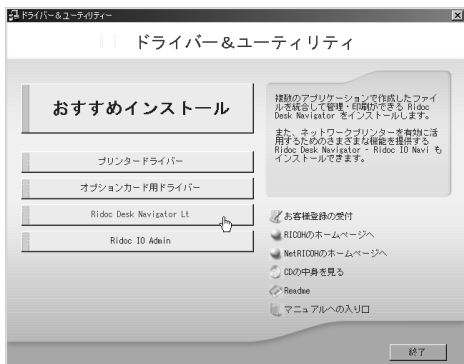 ドライバー&ユーティリティー
ドライバー&ユーティリティ
おすすめインストール
プリンタードライバー
オプションカード用ドライバー
Ridoc Desk Navigator Lt
Ridoc IO Admin
複数のアプリケーションで作成したファイ
ルを統合して管理・印刷ができる Ridoc
Desk Navigator をインストールします。
また、ネットワークプリンターを有効に活
用するためのさまざまな機能を提供する
Ridoc Desk Navigator - Ridoc IO Navi も
インストールできます。
お客様登録の受付
RICOHのホームページへ
NetRICOHのホームページへ
CDの中身を見る
Readme
マニュアルへの入り口
終了